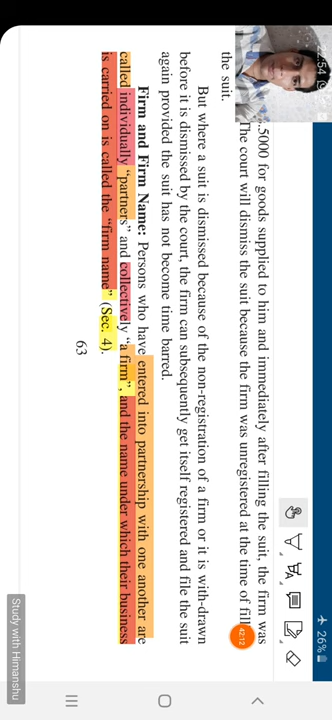 22:54
26%
.5000 for goods supplied to him and immediately after filling the suit, the firm was
The court will dismiss the suit because the firm was unregistered at the time of fill
the suit.
But where a suit is dismissed because of the non-registration of a firm or it is with-drawn
before it is dismissed by the court, the firm can subsequently get itself registered and file the suit
again provided the suit has not become time barred.
Firm and Firm Name: Persons who have entered into partnership with one another are
called individually “partners” and collectively “a firm”, and the name under which their business
is carried on is called the “firm name” (Sec. 4).
63
42:12
Study with Himanshu